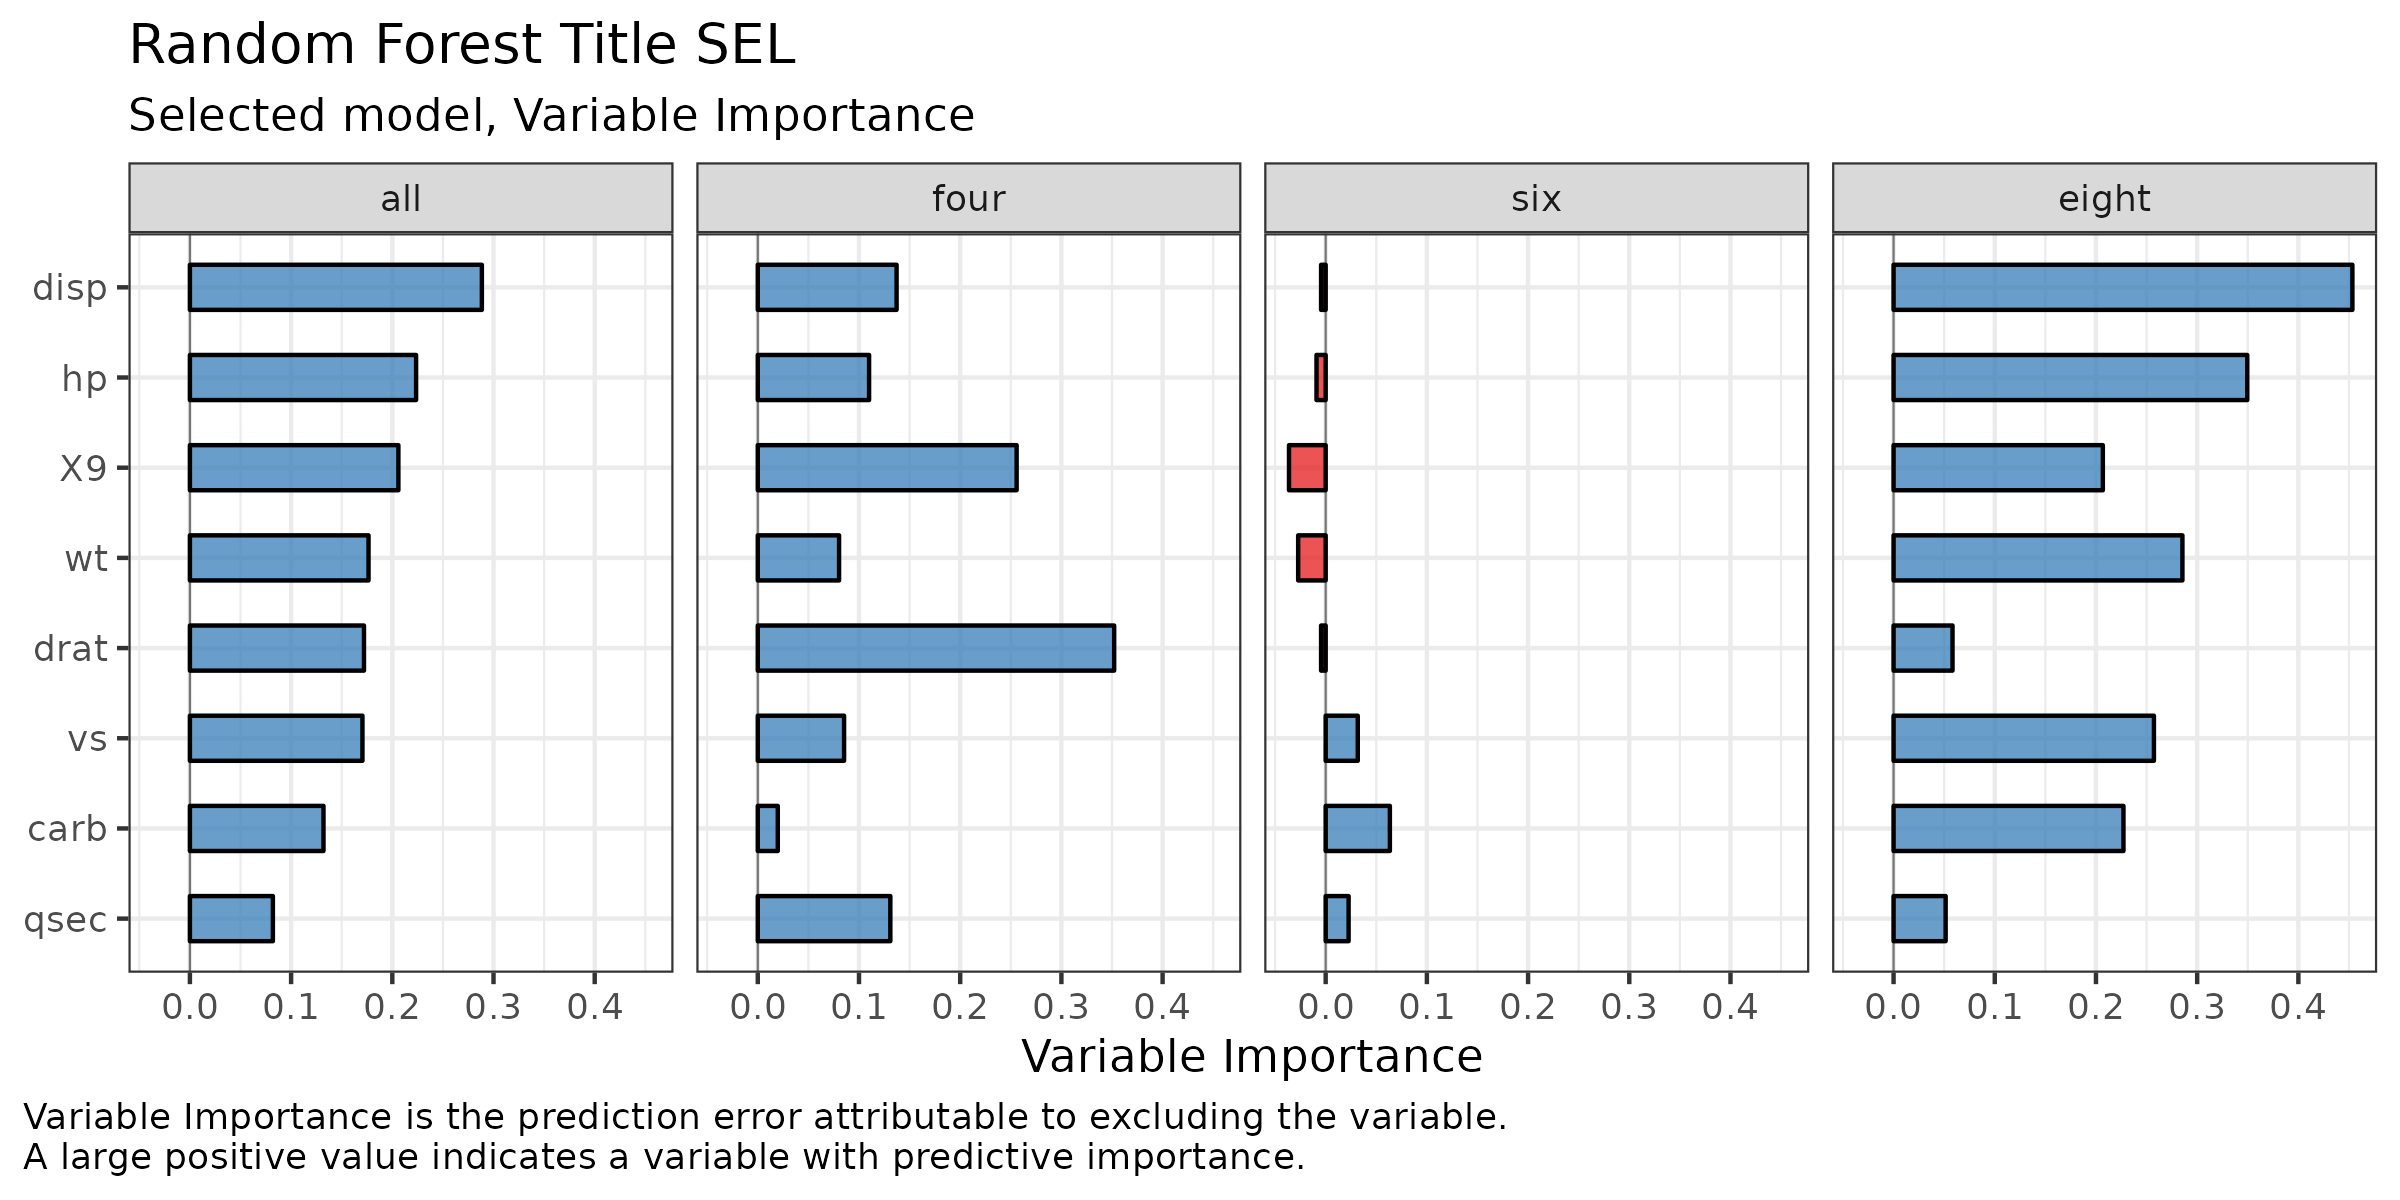 Random Forest Title SEL
Selected model, Variable Importance
all four six eight
disp
hp
X9
wt
drat
vs
carb
qsec
0.0 0.1 0.2 0.3 0.4 0.0 0.1 0.2 0.3 0.4 0.0 0.1 0.2 0.3 0.4 0.0 0.1 0.2 0.3 0.4
Variable Importance
Variable Importance is the prediction error attributable to excluding the variable.
A large positive value indicates a variable with predictive importance.